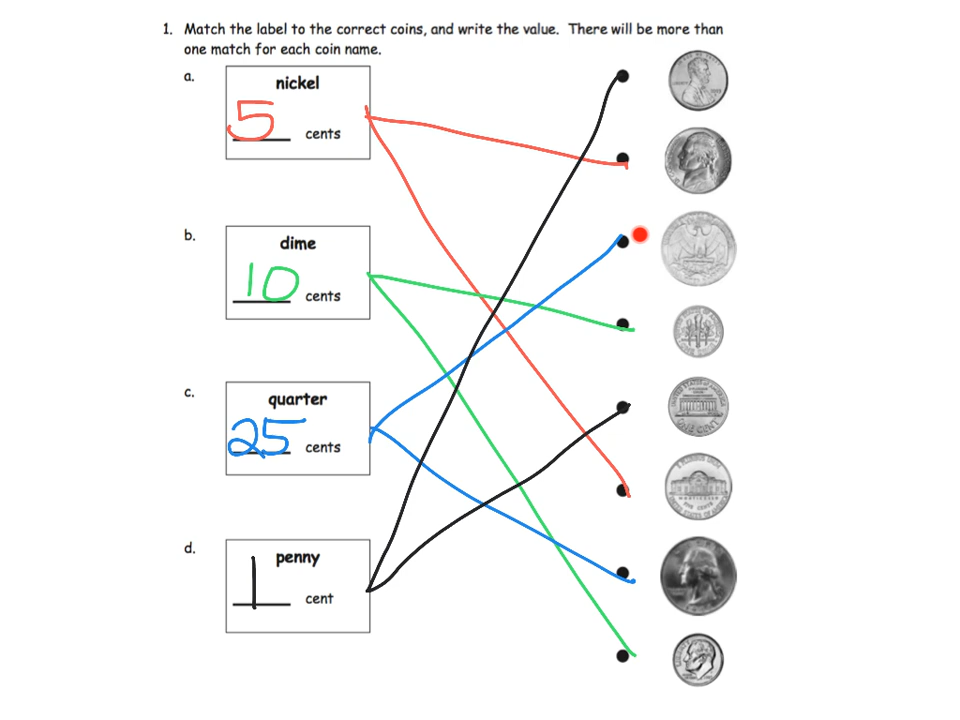 1. Match the label to the correct coins, and write the value. There will be more than
one match for each coin name.
a.
nickel
5 cents
b.
dime
10 cents
c.
quarter
25 cents
d.
penny
1 cent